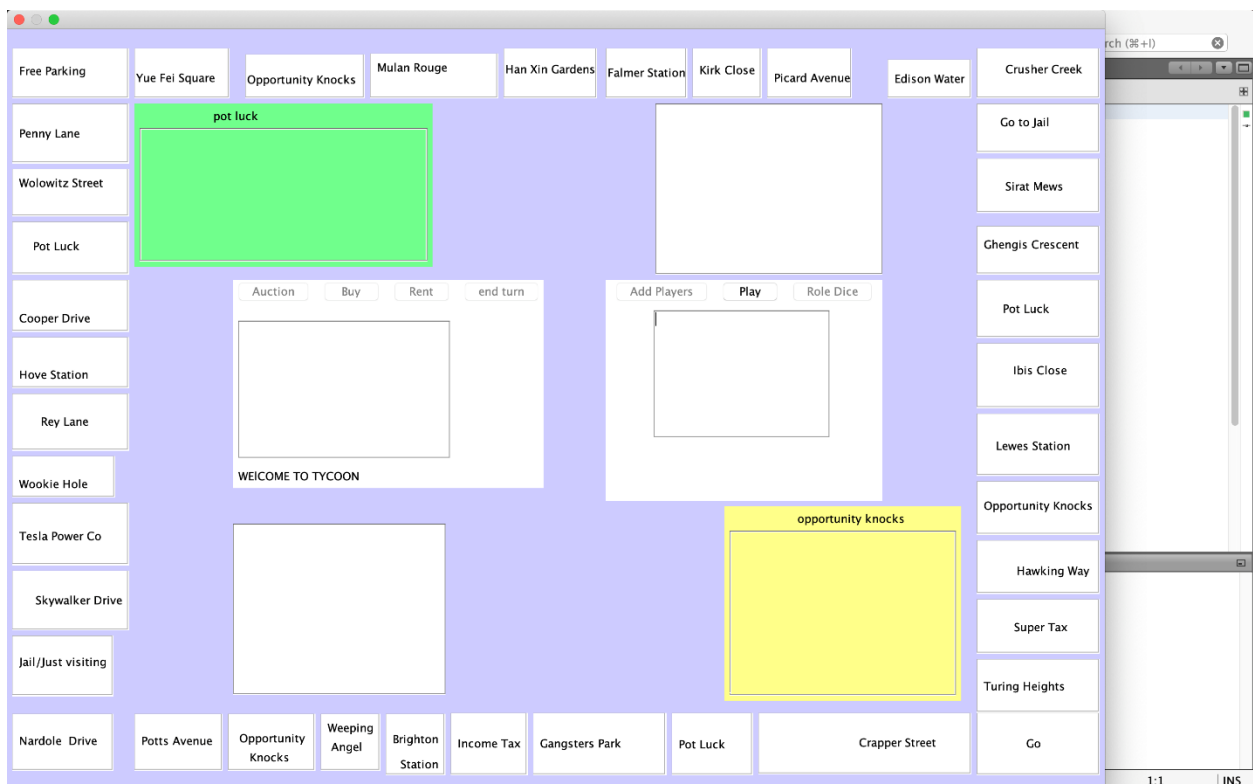 rch (⌘+I)
Free Parking
Yue Fei Square
Opportunity Knocks
Mulan Rouge
Han Xin Gardens
Falmer Station
Kirk Close
Picard Avenue
Edison Water
Crusher Creek
Penny Lane
pot luck
Go to Jail
Wolowitz Street
Sirat Mews
Pot Luck
Ghengis Crescent
Auction
Buy
Rent
end turn
Add Players
Play
Role Dice
Cooper Drive
Pot Luck
Hove Station
Ibis Close
Rey Lane
Lewes Station
Wookie Hole
WElCOME TO TYCOON
Opportunity Knocks
Tesla Power Co
opportunity knocks
Hawking Way
Skywalker Drive
Super Tax
Jail/Just visiting
Turing Heights
Nardole Drive
Potts Avenue
Opportunity
Knocks
Weeping
Angel
Brighton
Station
Income Tax
Gangsters Park
Pot Luck
Crapper Street
Go
1:1
INS